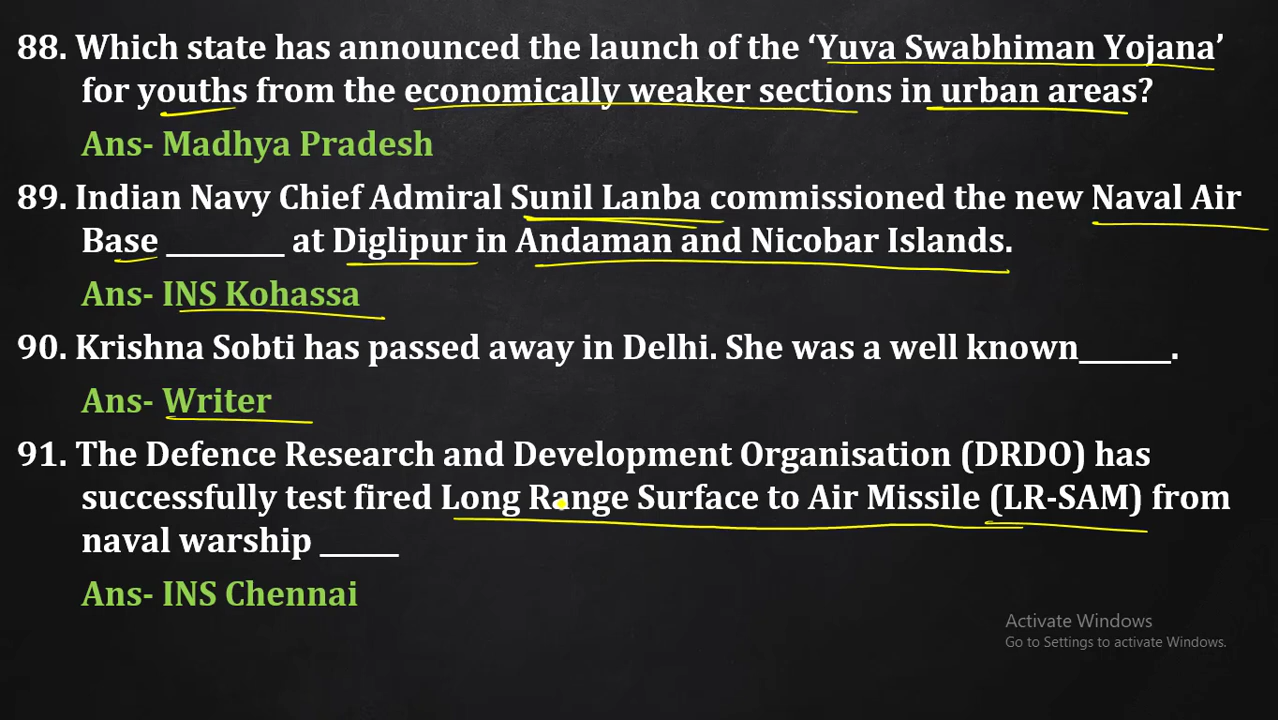 88. Which state has announced the launch of the ‘Yuva Swabhiman Yojana’
for youths from the economically weaker sections in urban areas?
Ans- Madhya Pradesh
89. Indian Navy Chief Admiral Sunil Lanba commissioned the new Naval Air
Base ________ at Diglipur in Andaman and Nicobar Islands.
Ans- INS Kohassa
90. Krishna Sobti has passed away in Delhi. She was a well known______.
Ans- Writer
91. The Defence Research and Development Organisation (DRDO) has
successfully test fired Long Range Surface to Air Missile (LR-SAM) from
naval warship _____
Ans- INS Chennai
Activate Windows
Go to Settings to activate Windows.